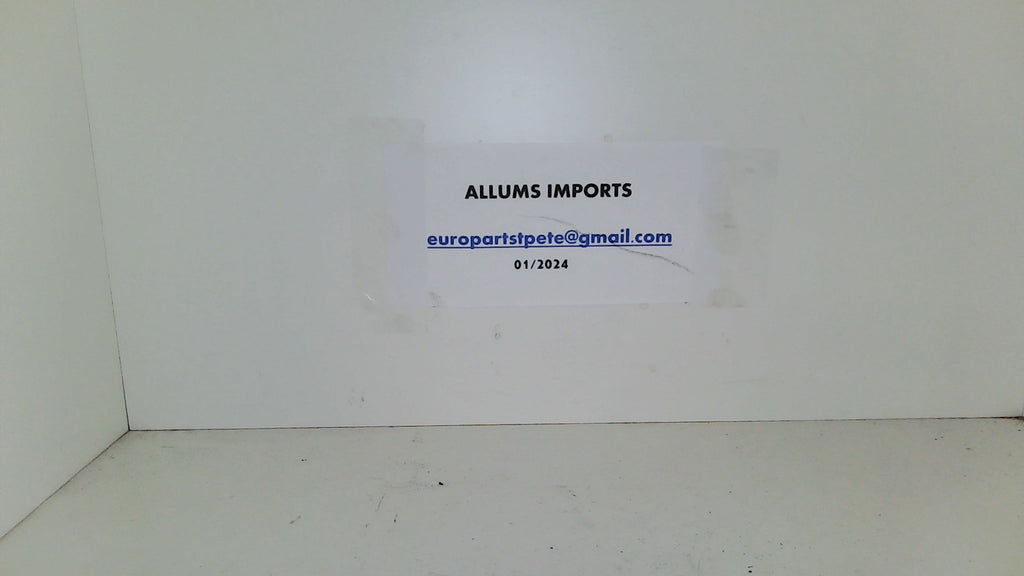 ALLUMS IMPORTS
europartstpete@gmail.com
01/2024